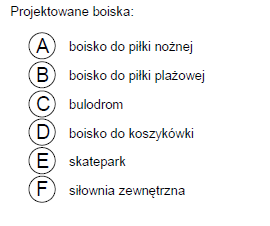 Projektowane boiska:
A boisko do piłki nożnej
B boisko do piłki plażowej
C bulodrom
D boisko do koszykówki
E skatepark
F siłownia zewnętrzna